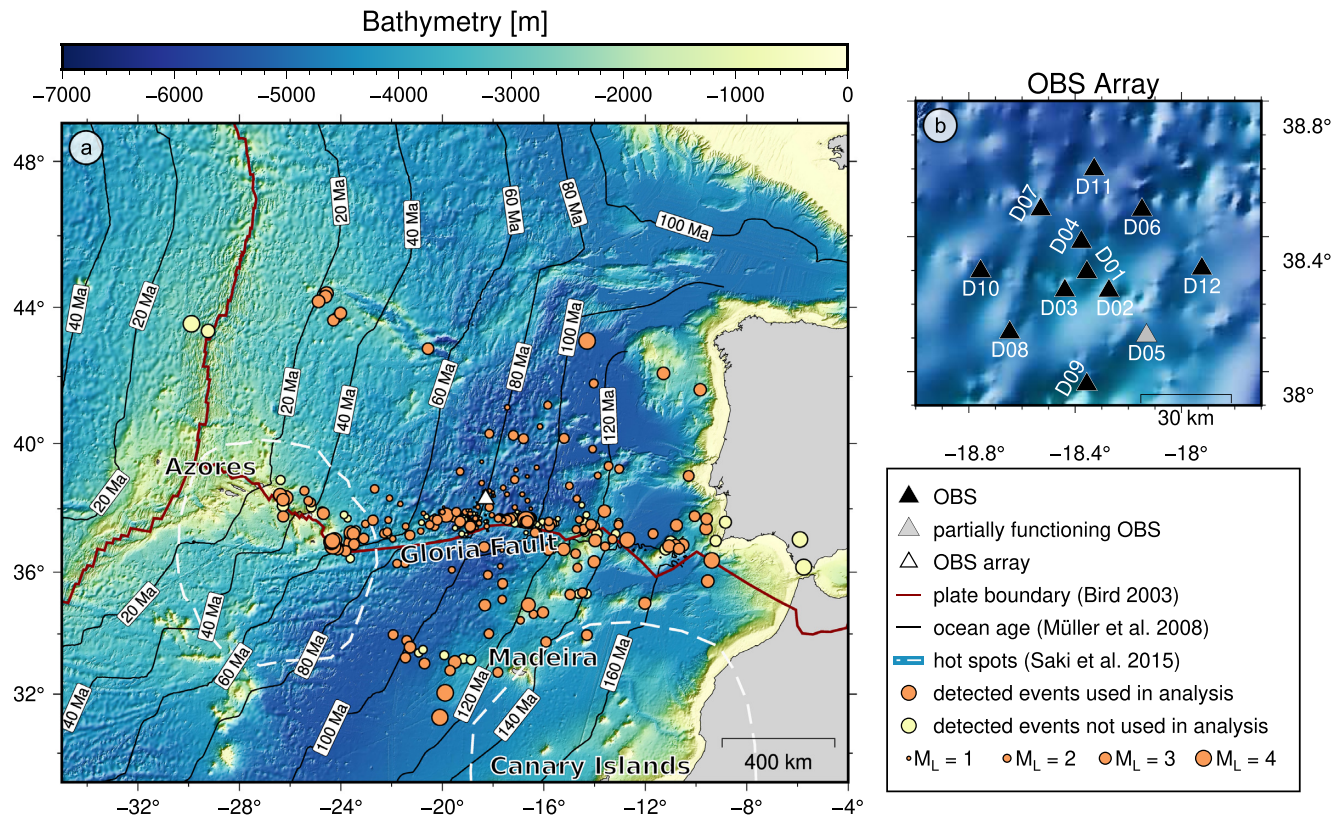 Bathymetry [m]
−7000 −6000 −5000 −4000 −3000 −2000 −1000 0
a
48°
44°
40°
36°
32°
−32° −28° −24° −20° −16° −12° −8° −4°
20 Ma
40 Ma
60 Ma
80 Ma
100 Ma
40 Ma
20 Ma
100 Ma
20 Ma
40 Ma
60 Ma
80 Ma
120 Ma
Azores
20 Ma
Gloria Fault
20 Ma
40 Ma
60 Ma
80 Ma
Madeira
160 Ma
40 Ma
100 Ma
120 Ma
140 Ma
Canary Islands
400 km
OBS Array
b
38.8°
38.4°
38°
−18.8° −18.4° −18°
D11
D07
D06
D04
D01
D10
D12
D03
D02
D08
D05
D09
30 km
OBS
partially functioning OBS
OBS array
plate boundary (Bird 2003)
ocean age (Müller et al. 2008)
hot spots (Saki et al. 2015)
detected events used in analysis
detected events not used in analysis
M_L = 1 M_L = 2 M_L = 3 M_L = 4